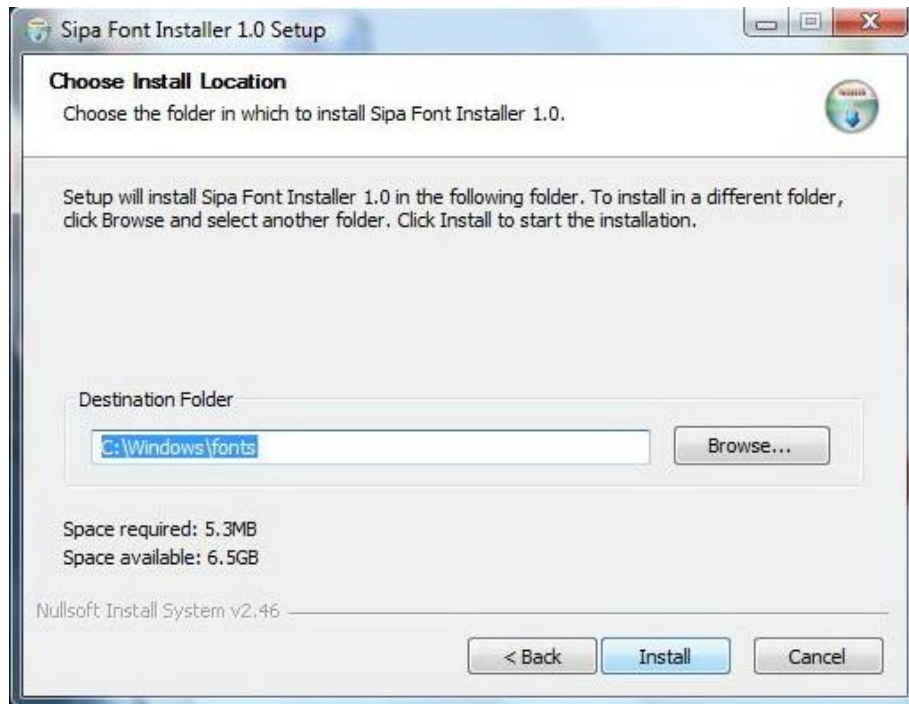 Sipa Font Installer 1.0 Setup
Choose Install Location
Choose the folder in which to install Sipa Font Installer 1.0.
Setup will install Sipa Font Installer 1.0 in the following folder. To install in a different folder,
click Browse and select another folder. Click Install to start the installation.
Destination Folder
C:\Windows\fonts
Browse...
Space required: 5.3MB
Space available: 6.5GB
Nullsoft Install System v2.46
< Back
Install
Cancel